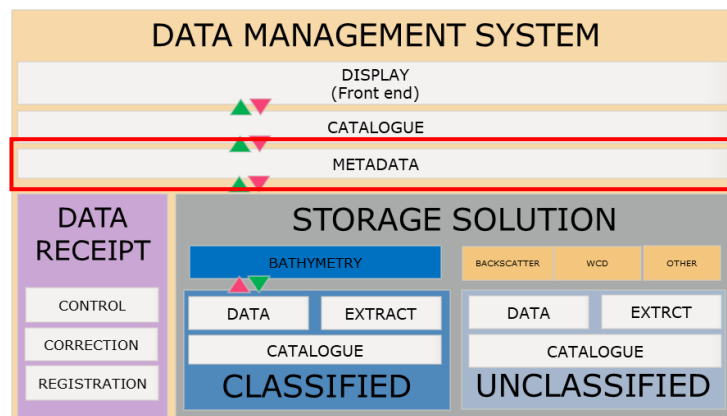 DATA MANAGEMENT SYSTEM
DISPLAY
(Front end)
CATALOGUE
METADATA
DATA
RECEIPT
CONTROL
CORRECTION
REGISTRATION
STORAGE SOLUTION
BATHYMETRY
DATA
EXTRACT
CATALOGUE
CLASSIFIED
BACKSCATTER
WCD
OTHER
DATA
EXTRCT
CATALOGUE
UNCLASSIFIED